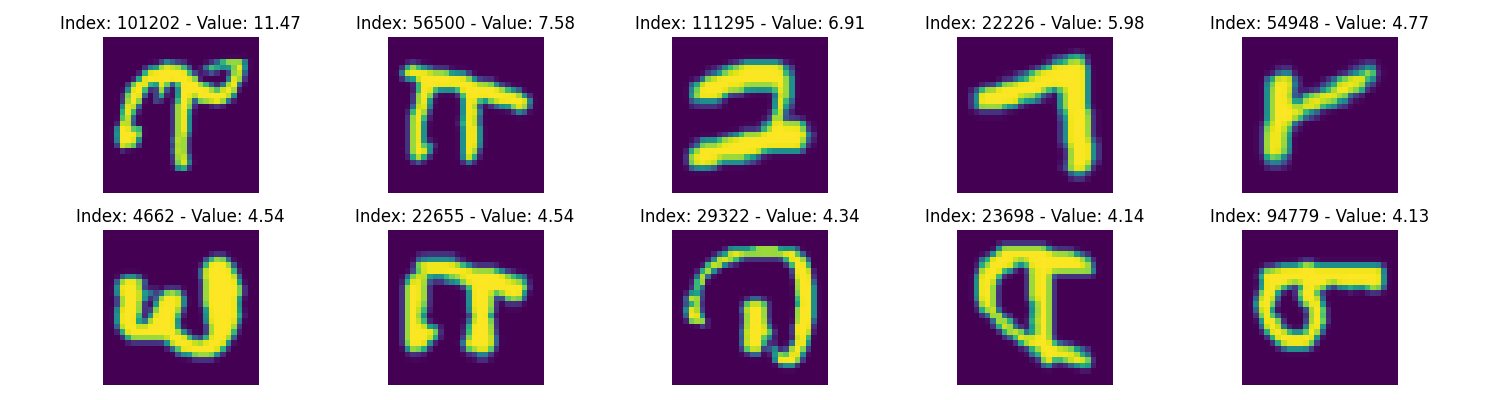 Index: 101202 - Value: 11.47 Index: 56500 - Value: 7.58 Index: 111295 - Value: 6.91 Index: 22226 - Value: 5.98 Index: 54948 - Value: 4.77
Index: 4662 - Value: 4.54 Index: 22655 - Value: 4.54 Index: 29322 - Value: 4.34 Index: 23698 - Value: 4.14 Index: 94779 - Value: 4.13